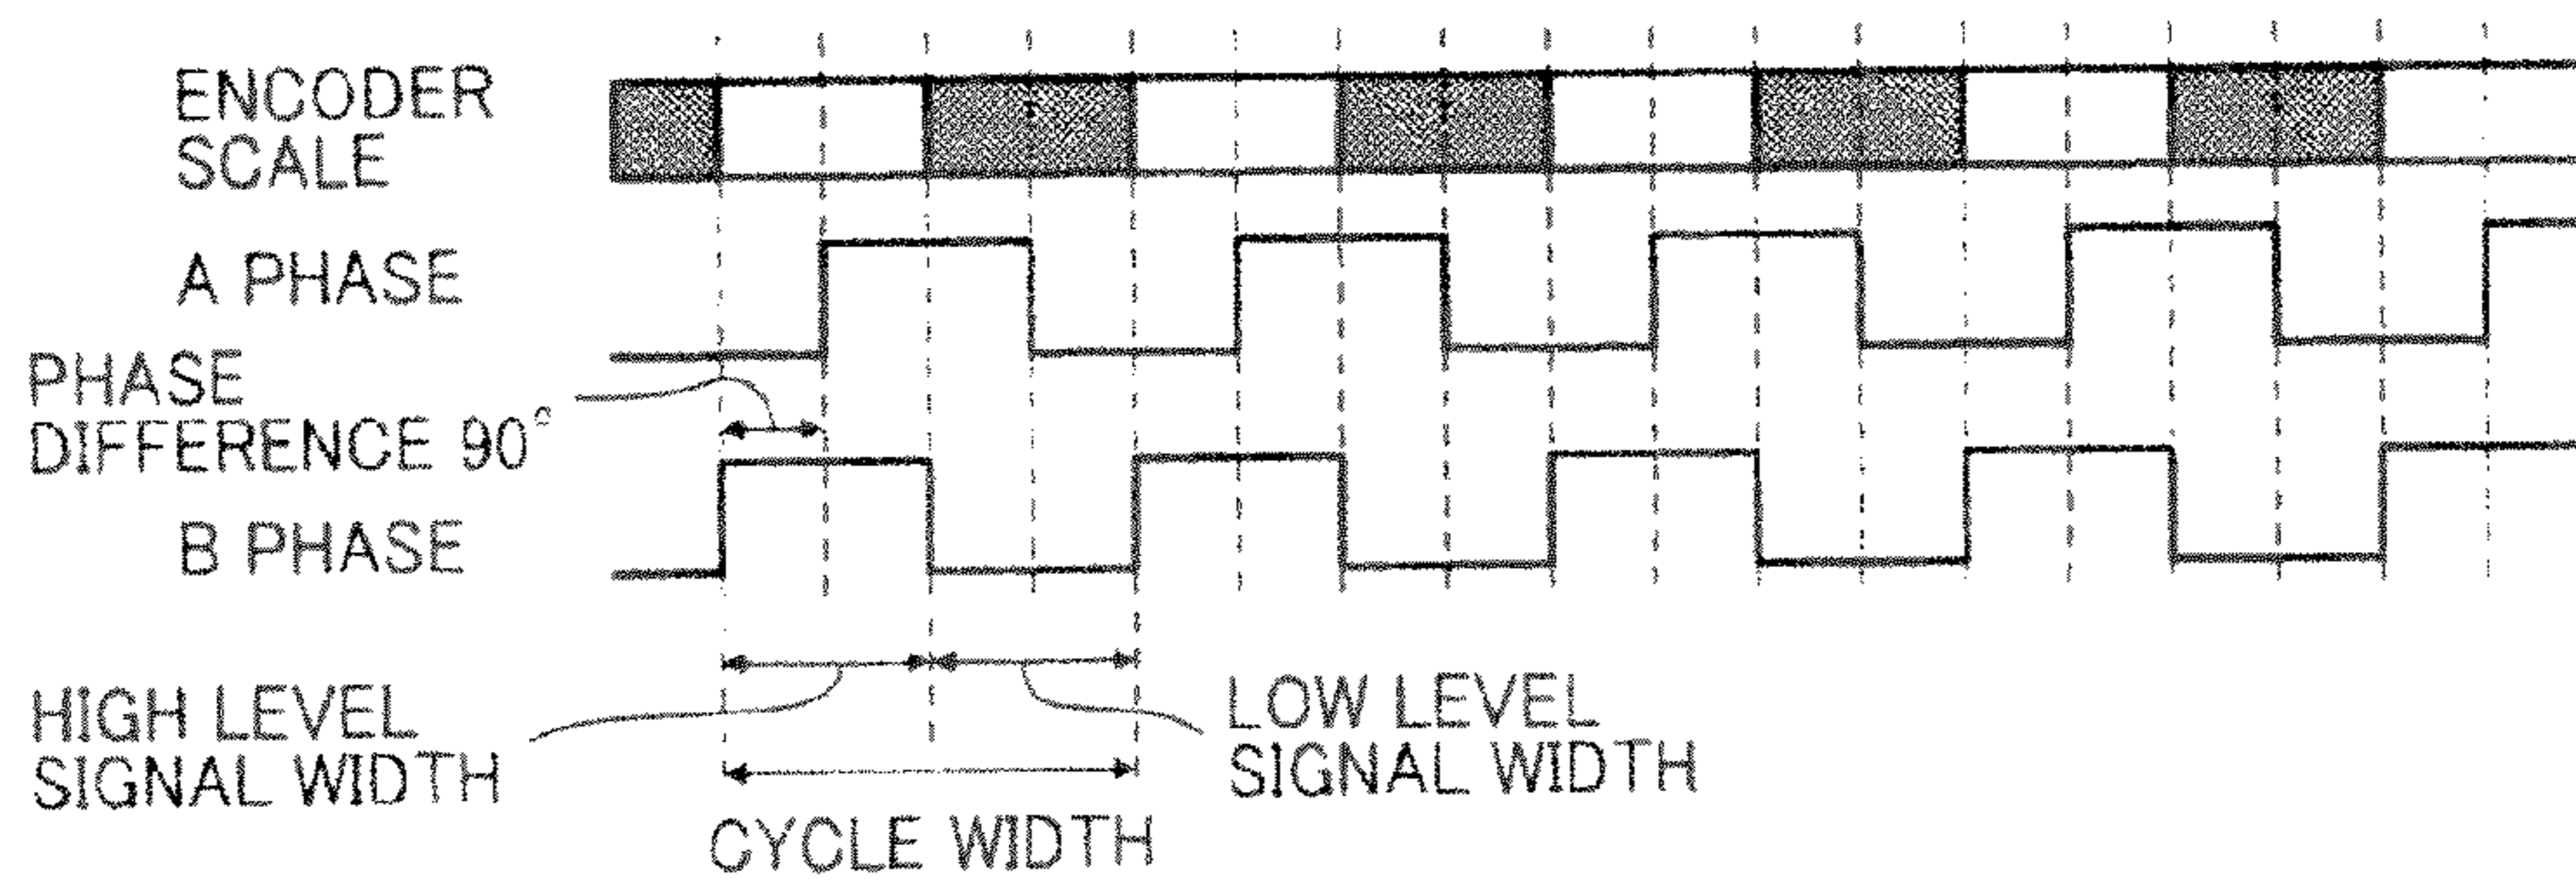 ENCODER
SCALE
A PHASE
PHASE
DIFFERENCE 90°
B PHASE
HIGH LEVEL
SIGNAL WIDTH
LOW LEVEL
SIGNAL WIDTH
CYCLE WIDTH